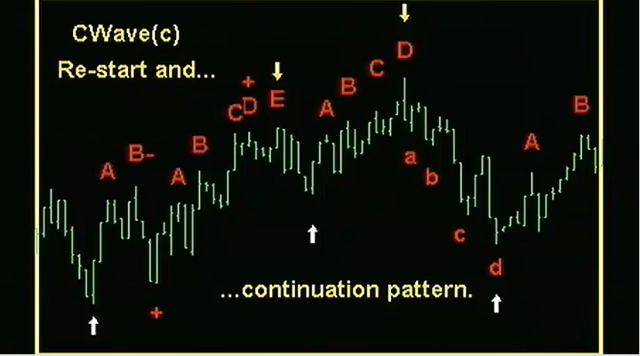 CWave(c)
Re-start and...
A
B-
A
B
+
C
D
E
A
B
C
D
A
B
a
b
c
d
+
...continuation pattern.